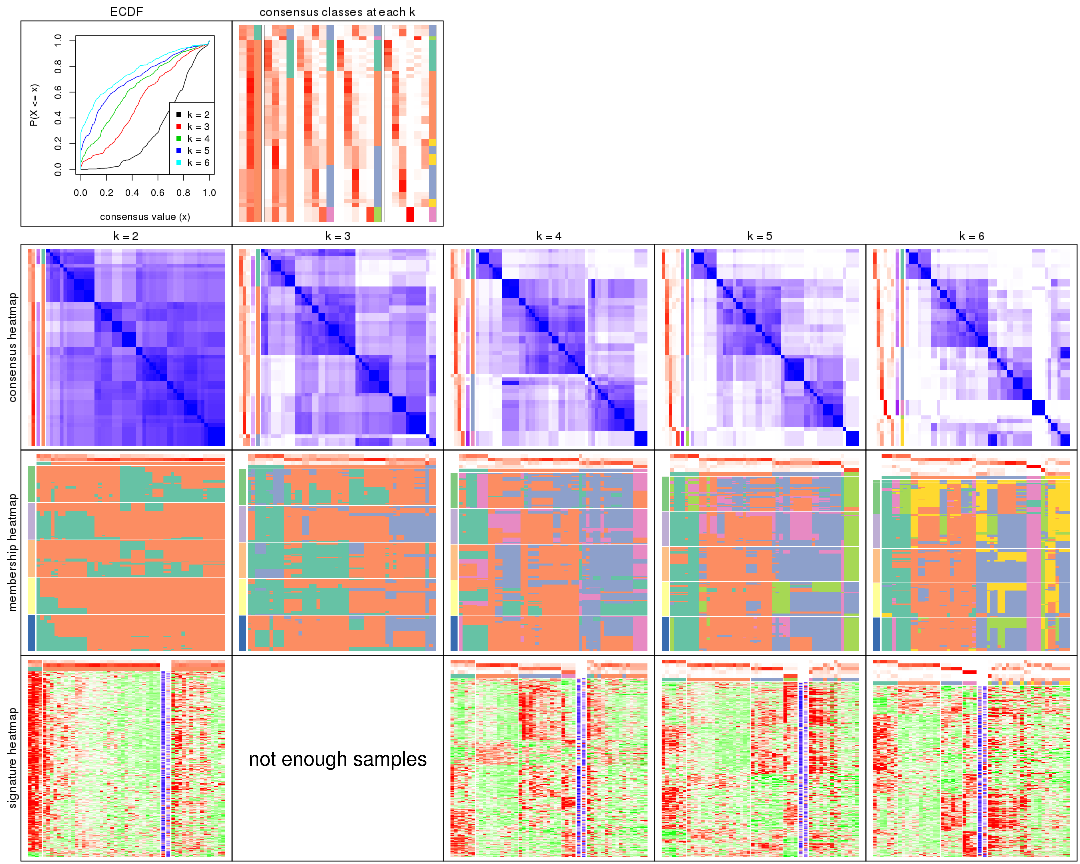 ECDF
consensus classes at each k
P(X <= x)
0.0 0.2 0.4 0.6 0.8 1.0
k = 2
k = 3
k = 4
k = 5
k = 6
0.0 0.2 0.4 0.6 0.8 1.0
consensus value (x)
k = 2
k = 3
k = 4
k = 5
k = 6
consensus heatmap
membership heatmap
signature heatmap
not enough samples